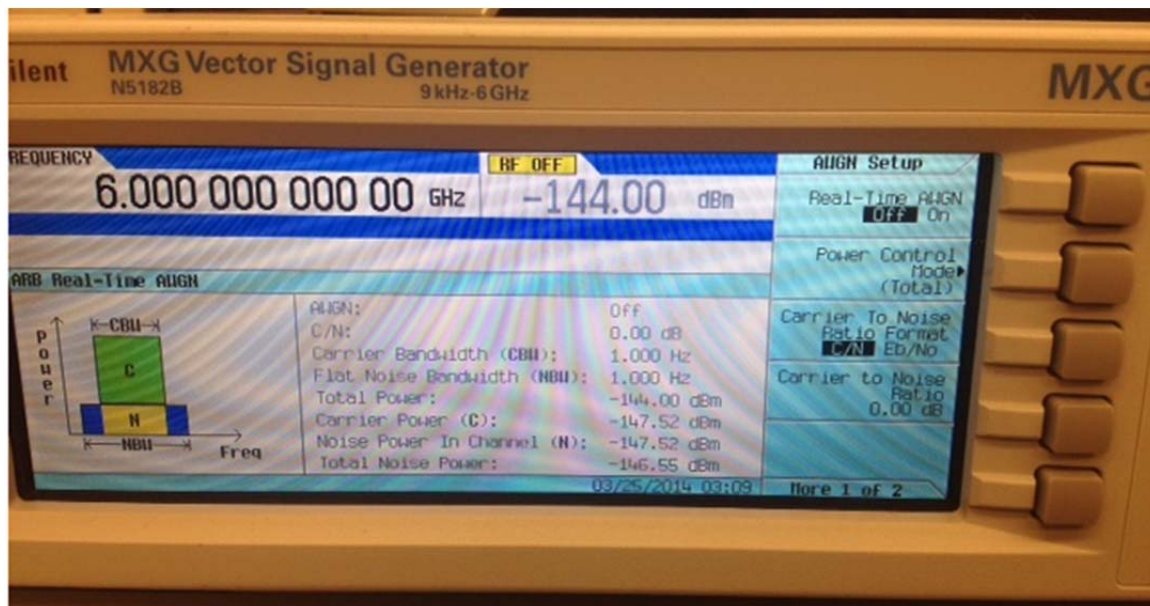 ilent MXG Vector Signal Generator MXG
N5182B 9kHz-6GHz
REQUENCY RF OFF
6.000 000 000 00 GHz -144.00 dBm
ARB Real-Time AWGN
Power
CBW
C
N
NBW
Freq
AWGN: Off
C/N: 0.00 dB
Carrier Bandwidth (CBW): 1.000 Hz
Flat Noise Bandwidth (NBW): 1.000 Hz
Total Power: -144.00 dBm
Carrier Power (C): -147.52 dBm
Noise Power In Channel (N): -147.52 dBm
Total Noise Power: -146.55 dBm
03/25/2014 03:09
AWGN Setup
Real-Time AWGN
Off On
Power Control
Mode
(Total)
Carrier To Noise
Ratio Format
C/N Eb/No
Carrier to Noise
Ratio
0.00 dB
More 1 of 2